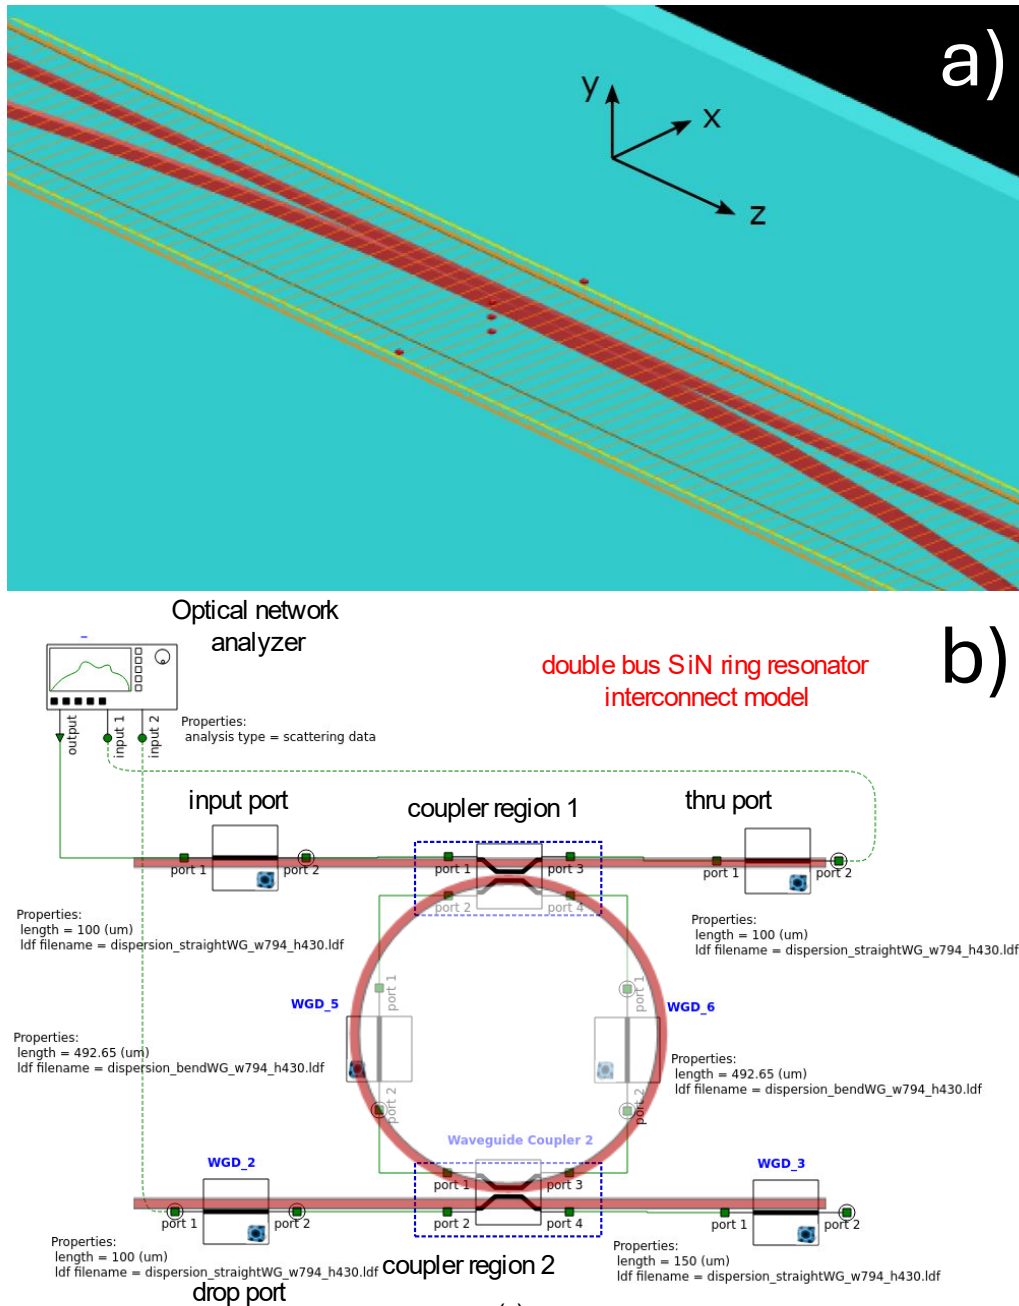 a)
y
x
z
b)
Optical network
analyzer
double bus SiN ring resonator
interconnect model
output
input 1
input 2
Properties:
analysis type = scattering data
input port
coupler region 1
thru port
port 1
port 2
port 1
port 3
port 1
port 2
port 2
port 4
Properties:
length = 100 (um)
ldf filename = dispersion_straightWG_w794_h430.ldf
Properties:
length = 100 (um)
ldf filename = dispersion_straightWG_w794_h430.ldf
port 1
port 1
WGD_5
WGD_6
Properties:
length = 492.65 (um)
ldf filename = dispersion_bendWG_w794_h430.ldf
Properties:
length = 492.65 (um)
ldf filename = dispersion_bendWG_w794_h430.ldf
port 2
port 2
Waveguide Coupler 2
WGD_2
WGD_3
port 1
port 3
port 1
port 2
port 2
port 4
port 1
port 2
Properties:
length = 100 (um)
ldf filename = dispersion_straightWG_w794_h430.ldf
coupler region 2
Properties:
length = 150 (um)
ldf filename = dispersion_straightWG_w794_h430.ldf
drop port